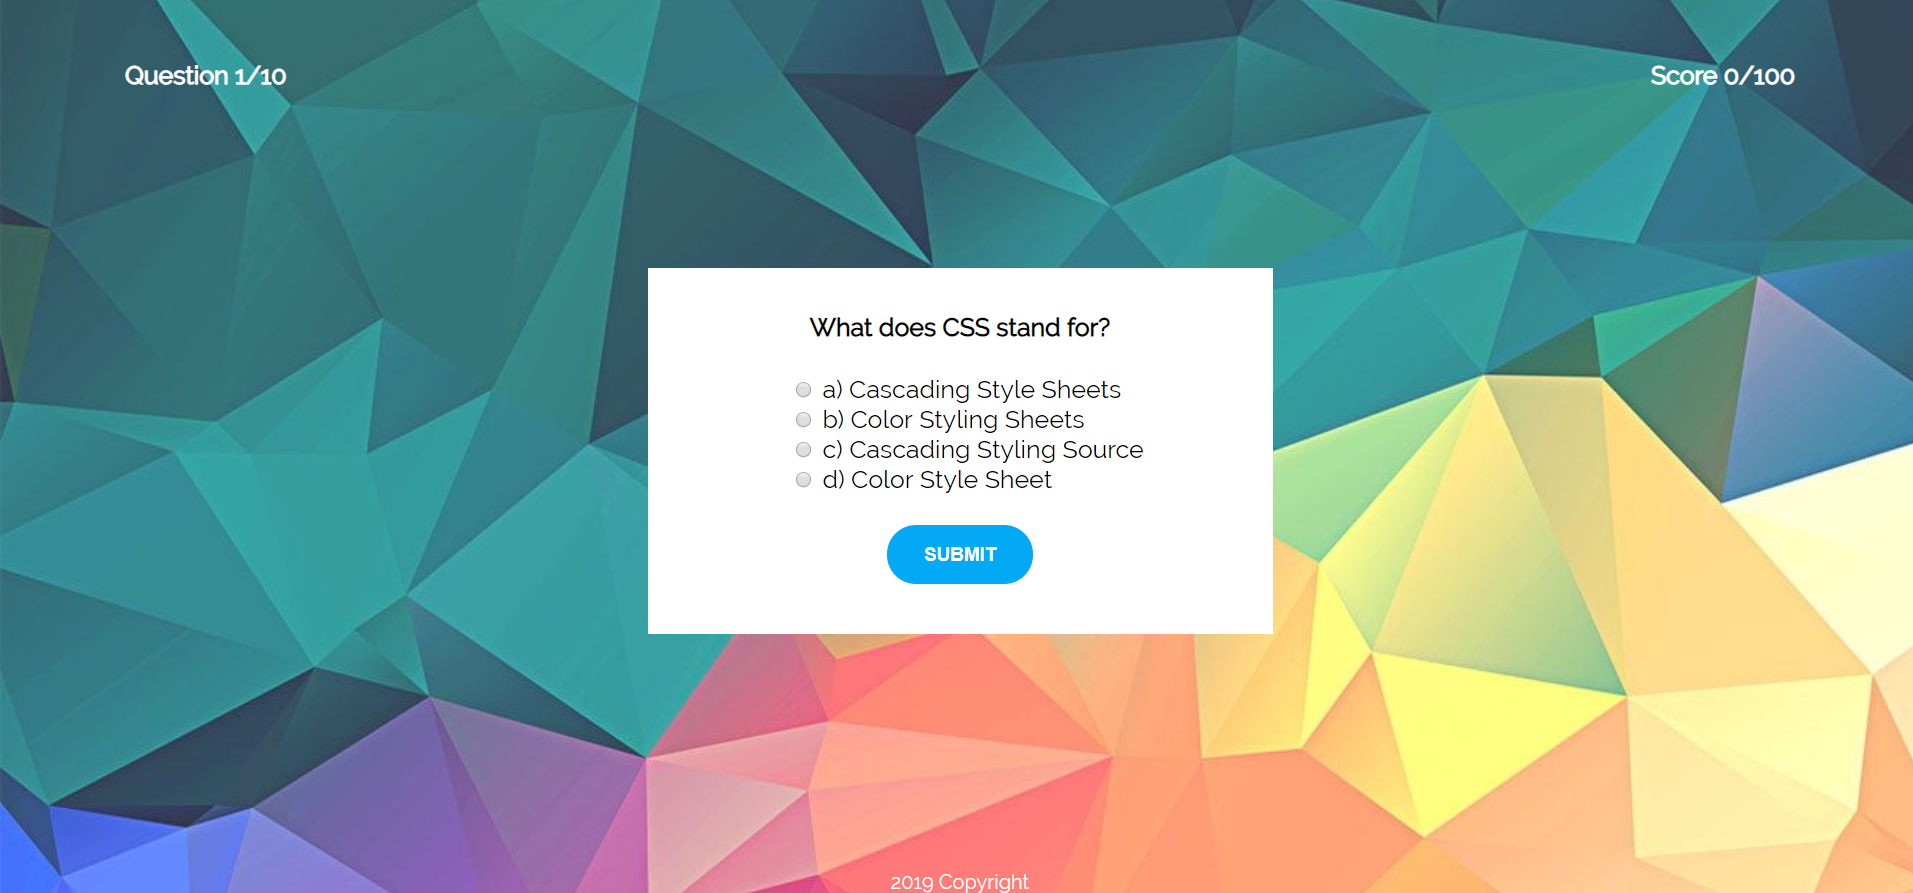 Question 1/10
Score 0/100
What does CSS stand for?
a) Cascading Style Sheets
b) Color Styling Sheets
c) Cascading Styling Source
d) Color Style Sheet
SUBMIT
2019 Copyright